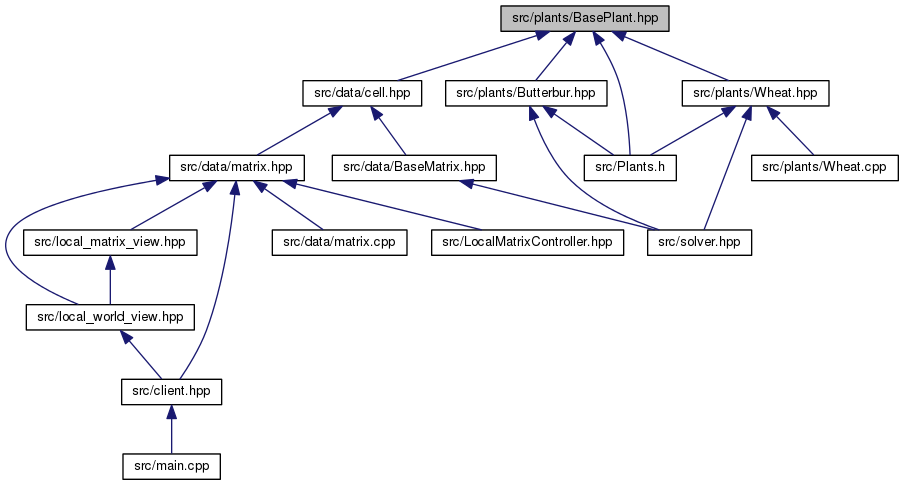 src/plants/BasePlant.hpp
src/data/cell.hpp
src/plants/Butterbur.hpp
src/plants/Wheat.hpp
src/data/matrix.hpp
src/data/BaseMatrix.hpp
src/Plants.h
src/plants/Wheat.cpp
src/local_matrix_view.hpp
src/data/matrix.cpp
src/LocalMatrixController.hpp
src/solver.hpp
src/local_world_view.hpp
src/client.hpp
src/main.cpp